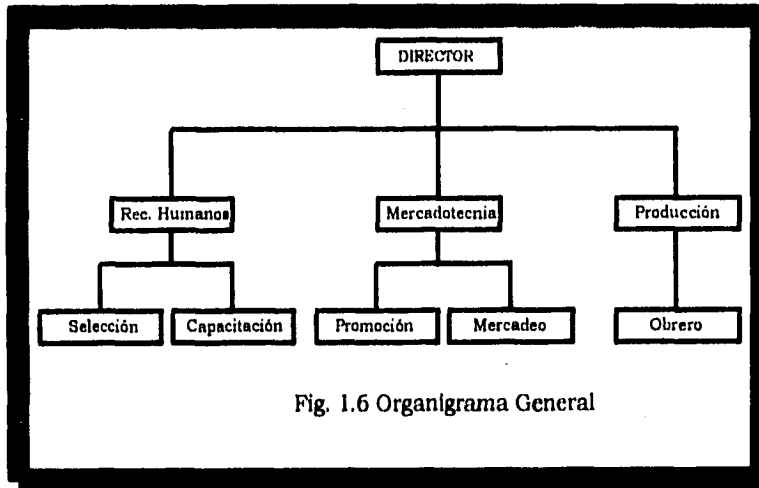 DIRECTOR
Rec. Humanos
Mercadotecnia
Producción
Selección
Capacitación
Promoción
Mercadeo
Obrero
Fig. 1.6 Organigrama General